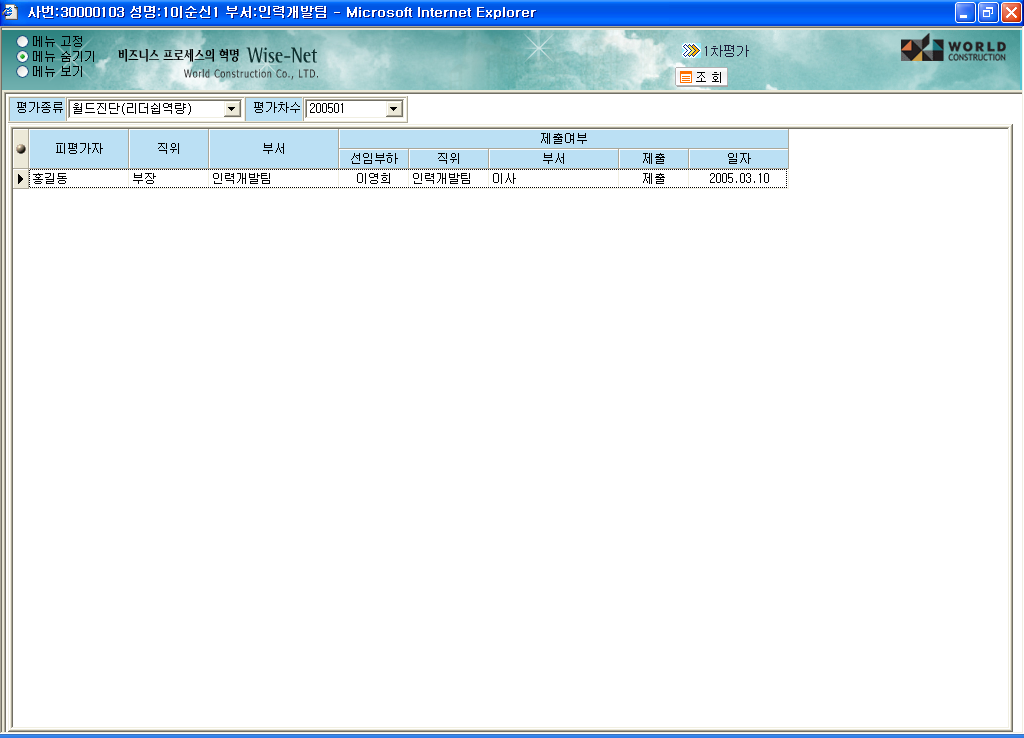 사번:30000103 성명:1이순신1 부서:인력개발팀 - Microsoft Internet Explorer
메뉴 고정
메뉴 숨기기
메뉴 보기
비즈니스 프로세스의 혁명 Wise-Net
World Construction Co., LTD.
1차평가
조 회
WORLD
CONSTRUCTION
평가종류 월드진단(리더쉽역량) 평가차수 200501
피평가자 직위 부서 제출여부
선임부하 직위 부서 제출 일자
홍길동 부장 인력개발팀 이영희 인력개발팀 이사 제출 2005.03.10